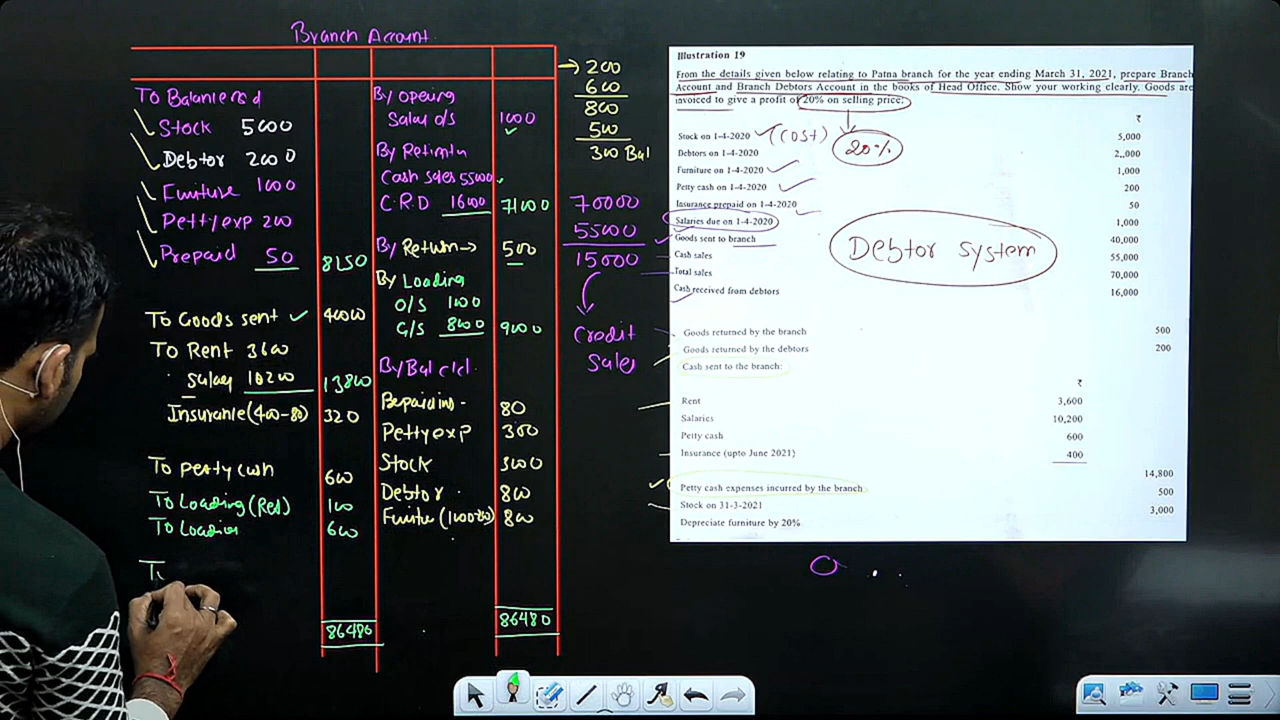 Branch Account
To Balance b d
Stock 5000
Debtor 2000
Funiture 1000
Petty exp 200
Prepaid 50
8250
To Goods sent 40000
To Rent 3600
Salary 10200
13800
Insurance (400-80) 320
To petty cash 600
To Loading (Ret) 100
To Loading 600
To
86480
By opening
Salary o/s 1000
By Remittan
Cash sales 55000
C.R.D 16000
71000
By Return→ 500
By Loading
O/S 1000
G/S 8000
9000
By Bal c/d.
Prepaid ins - 80
Petty exp 300
Stock 3000
Debtor . 800
800
86480
→ 200
600
800
500
300 Bal
70000
55000
15000
Credit
Sales
Illustration 19
From the details given below relating to Patna branch for the year ending March 31, 2021, prepare Branch
Account and Branch Debtors Account in the books of Head Office. Show your working clearly. Goods are
invoiced to give a profit of 20% on selling price:
₹
Stock on 1-4-2020 (Cost) 5,000
20%
Debtors on 1-4-2020 2,,000
Furniture on 1-4-2020 1,000
Petty cash on 1-4-2020 200
Insurance prepaid on 1-4-2020 50
Salaries due on 1-4-2020 1,000
Goods sent to branch 40,000
Debtor system
Cash sales 55,000
Total sales 70,000
Cash received from debtors 16,000
Goods returned by the branch 500
Goods returned by the debtors 200
Cash sent to the branch:
₹
Rent 3,600
Salaries 10,200
Petty cash 600
Insurance (upto June 2021) 400
14,800
Petty cash expenses incurred by the branch 500
Stock on 31-3-2021 3,000
Depreciate furniture by 20%